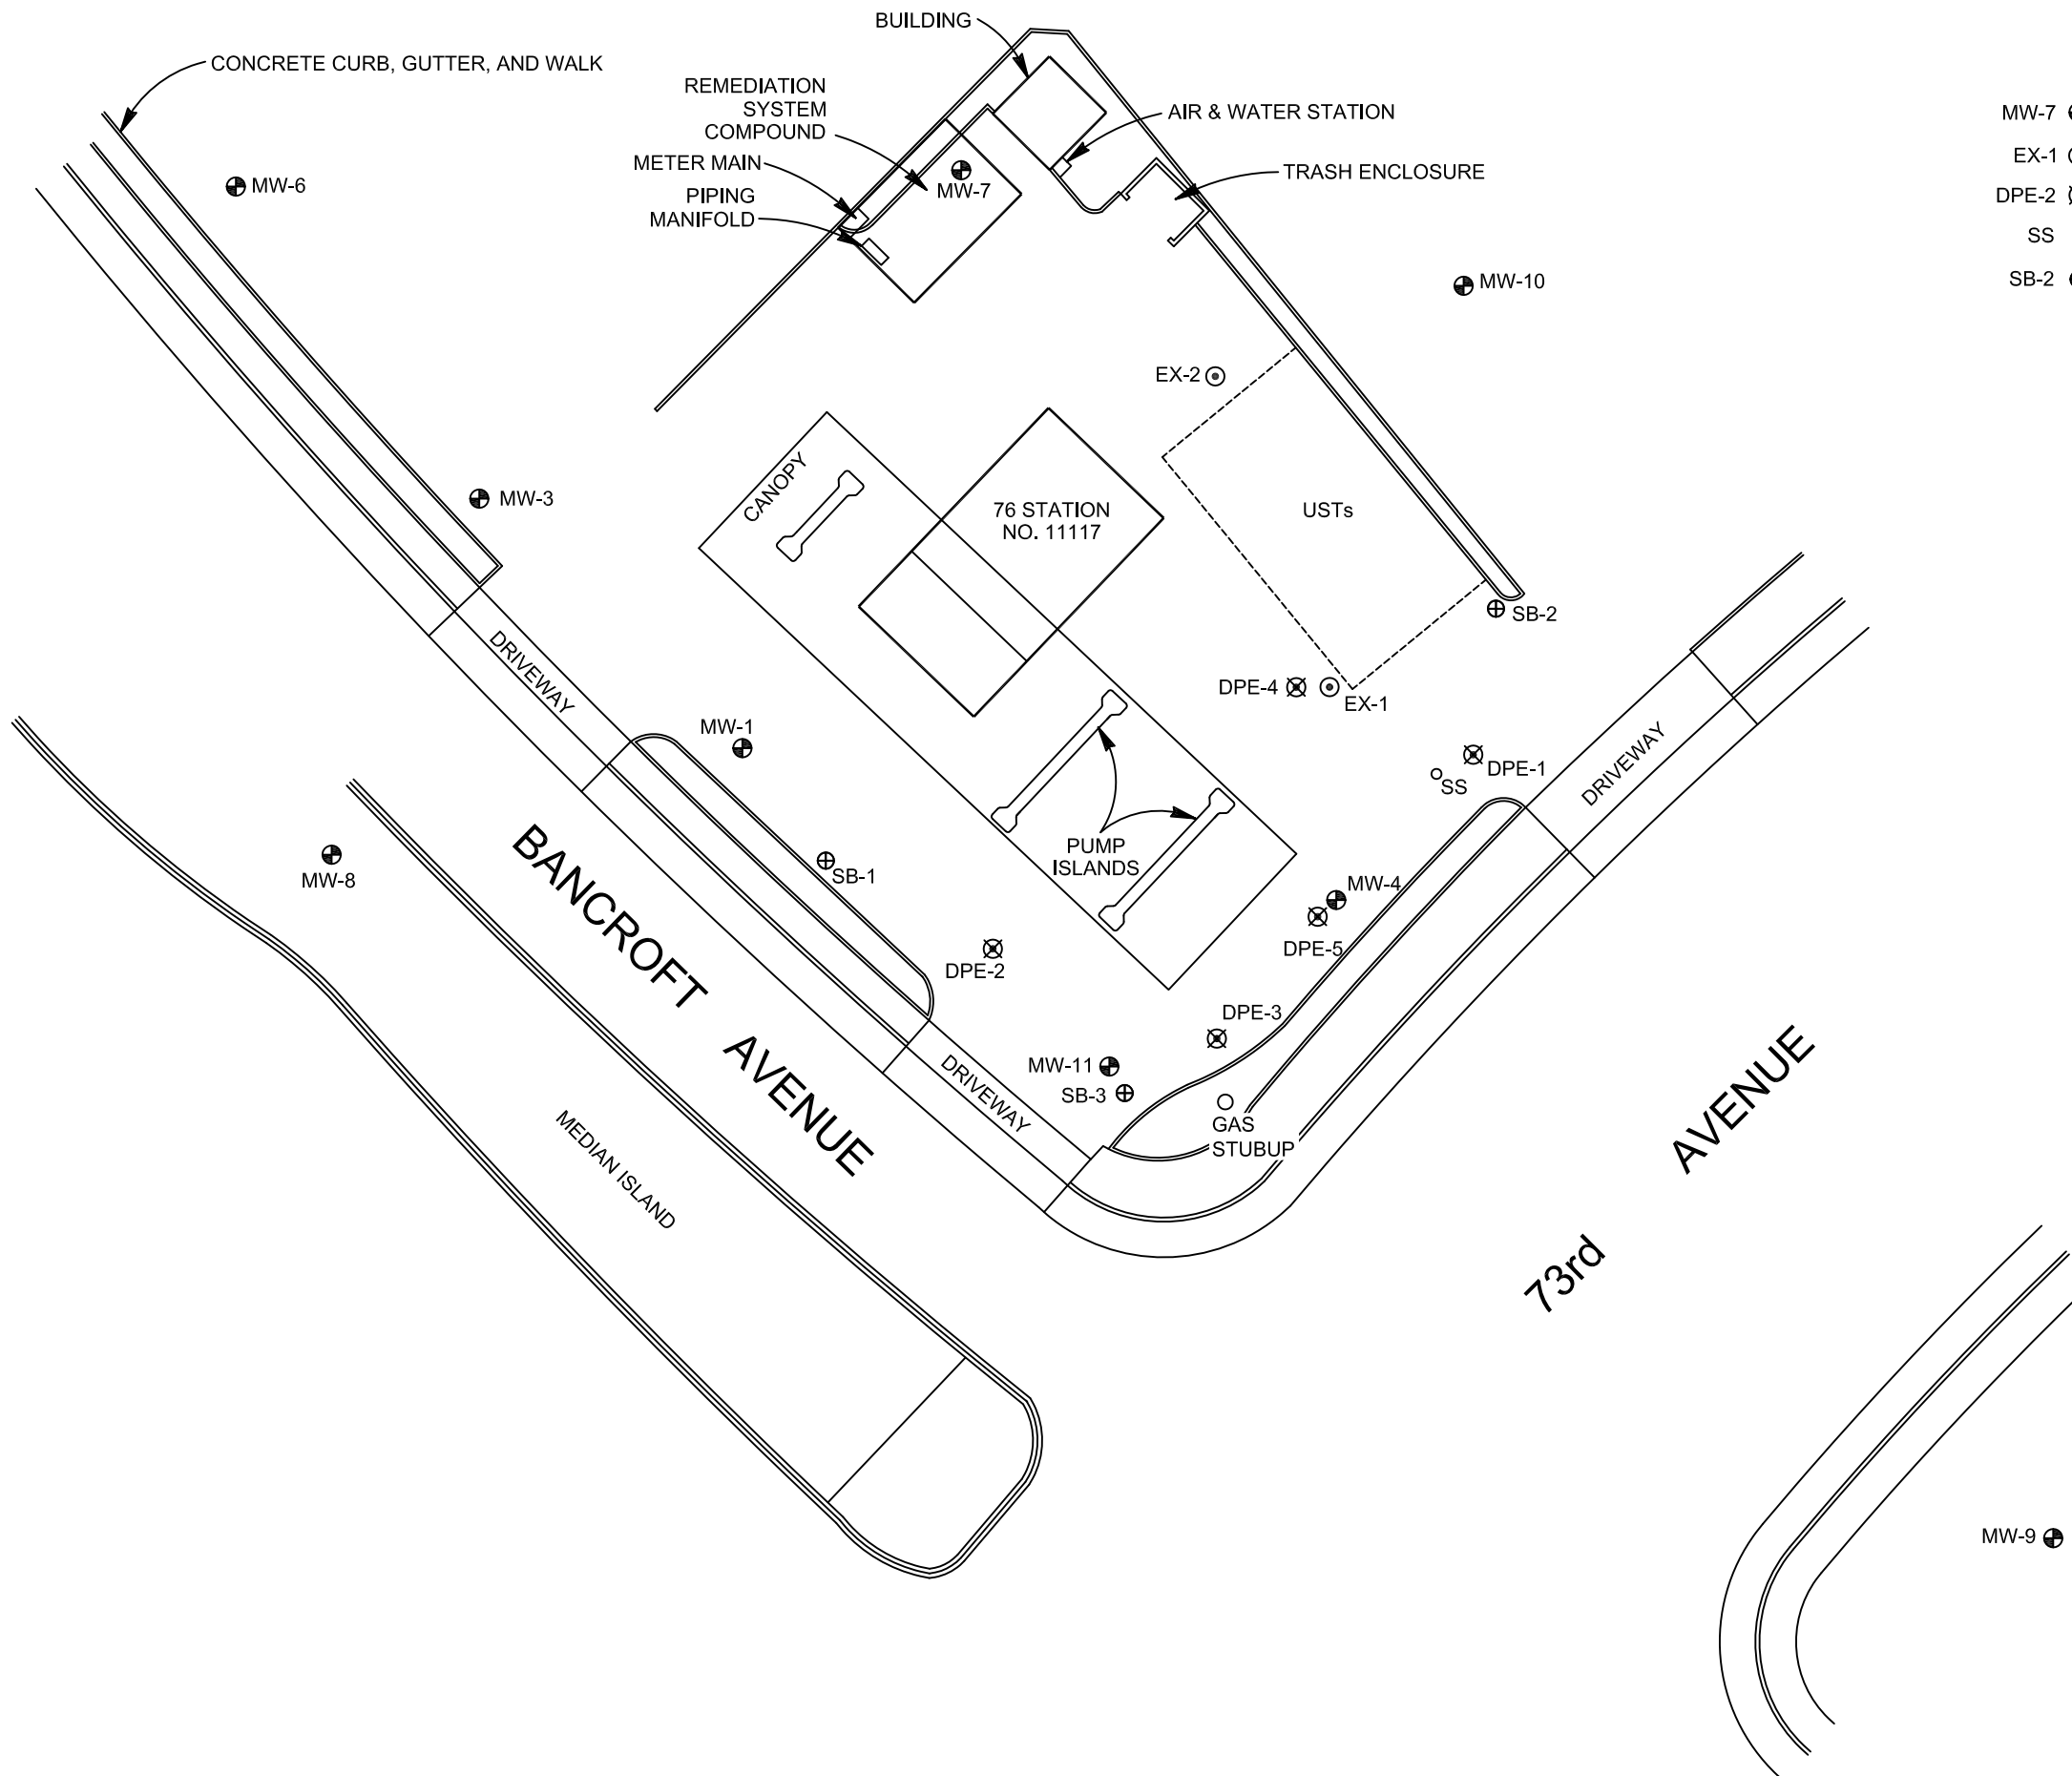 BUILDING
CONCRETE CURB, GUTTER, AND WALK
REMEDIATION
SYSTEM
COMPOUND
AIR & WATER STATION
METER MAIN
TRASH ENCLOSURE
PIPING
MANIFOLD
MW-7
MW-6
MW-7
EX-1
DPE-2
SS
SB-2
MW-10
EX-2
CANOPY
76 STATION
NO. 11117
USTs
MW-3
SB-2
DRIVEWAY
DPE-4
EX-1
MW-1
DPE-1
SS
DRIVEWAY
PUMP
ISLANDS
MW-8
SB-1
MW-4
DPE-5
DPE-2
BANCROFT AVENUE
DPE-3
MW-11
SB-3
DRIVEWAY
GAS
STUBUP
MEDIAN ISLAND
73rd AVENUE
MW-9